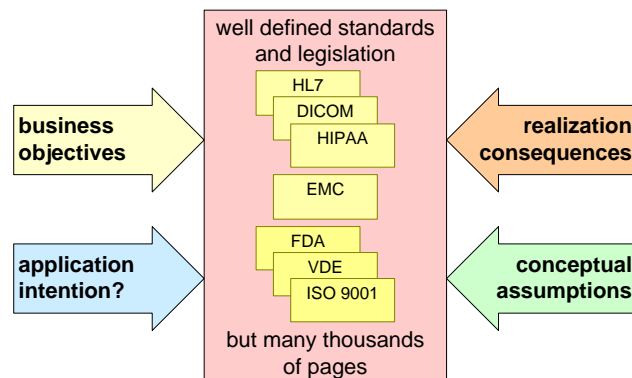 well defined standards
and legislation
HL7
DICOM
HIPAA
EMC
FDA
VDE
ISO 9001
but many thousands
of pages
business
objectives
application
intention?
realization
consequences
conceptual
assumptions